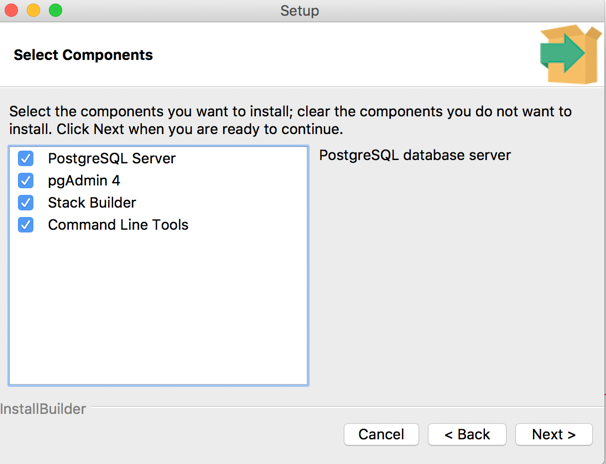 Setup
Select Components
Select the components you want to install; clear the components you do not want to
install. Click Next when you are ready to continue.
PostgreSQL Server
PostgreSQL database server
pgAdmin 4
Stack Builder
Command Line Tools
InstallBuilder
Cancel
< Back
Next >